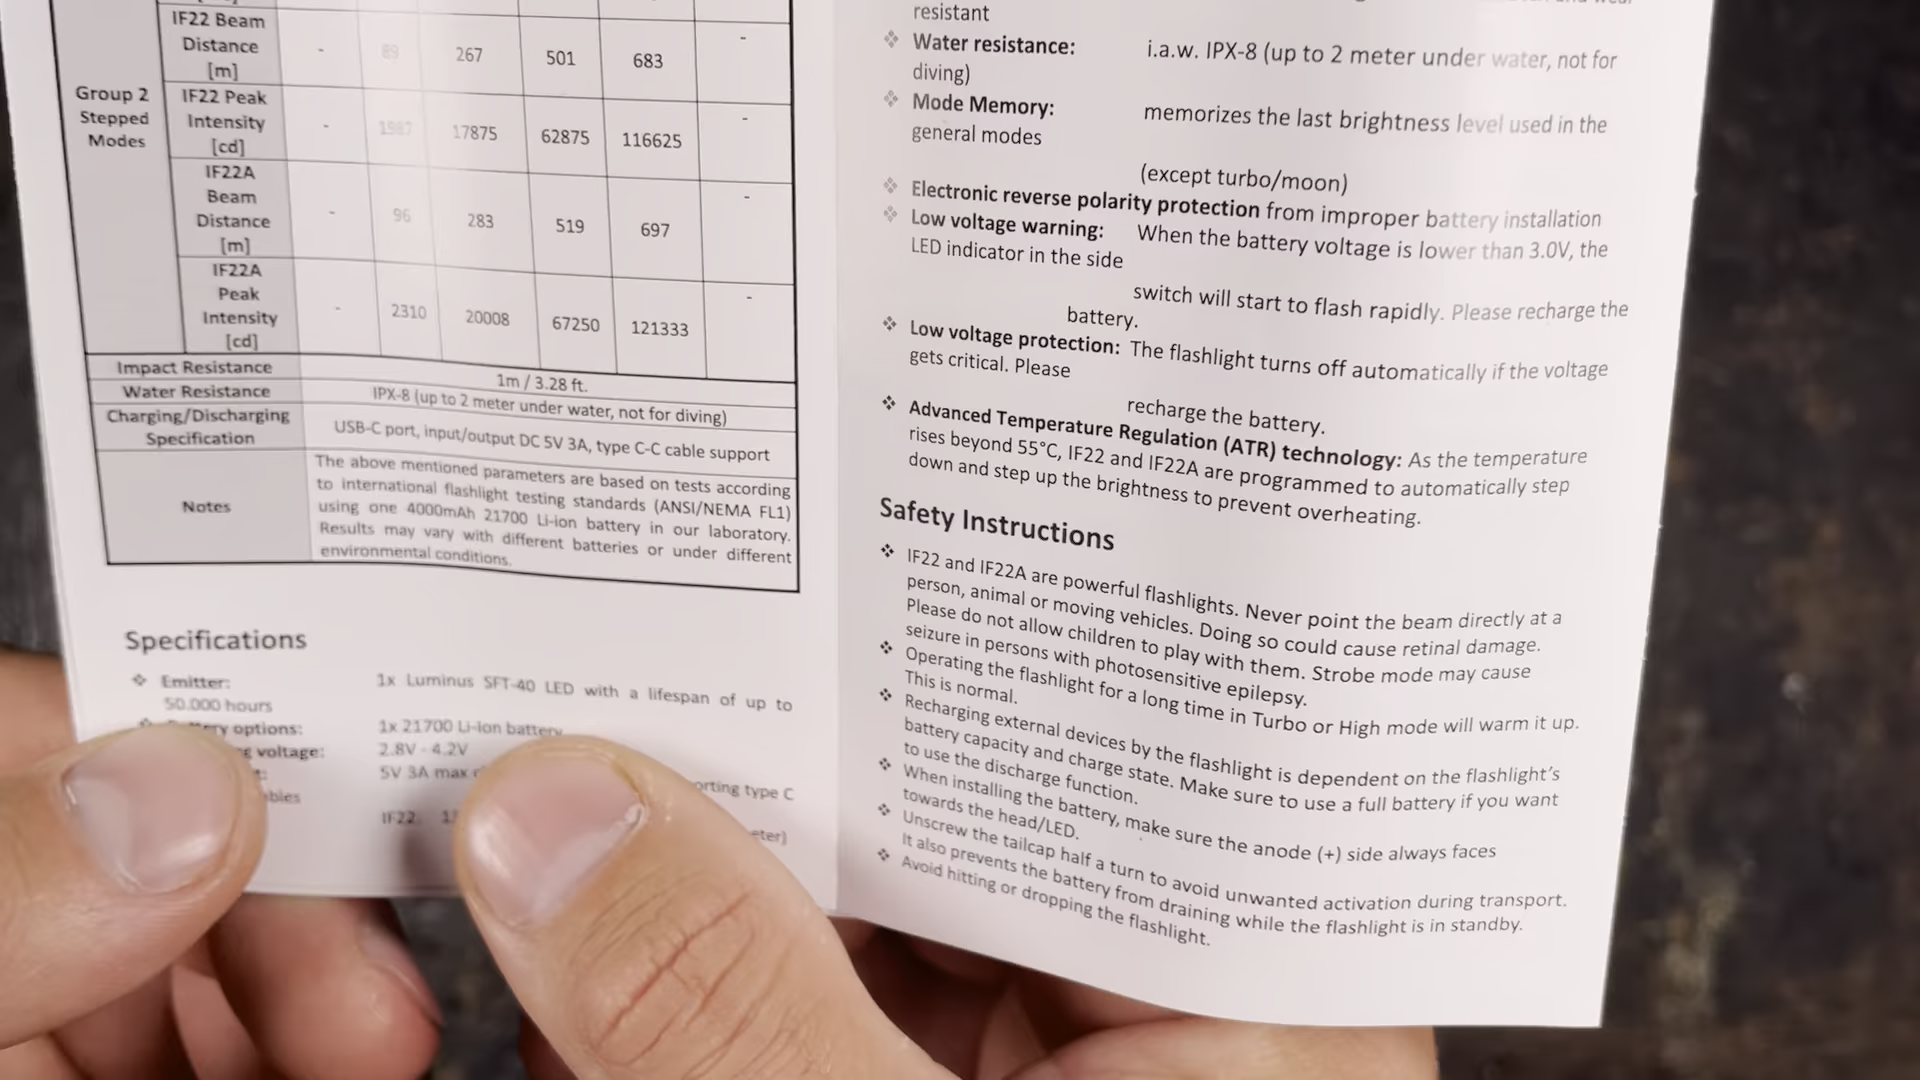 Group 2
Stepped
Modes
IF22 Beam
Distance
[m]
- 89 267 501 683 -
IF22 Peak
Intensity
[cd]
- 1987 17875 62875 116625 -
IF22A
Beam
Distance
[m]
- 96 283 519 697 -
IF22A
Peak
Intensity
[cd]
- 2310 20008 67250 121333 -
Impact Resistance 1m / 3.28 ft.
Water Resistance IPX-8 (up to 2 meter under water, not for diving)
Charging/Discharging
Specification
USB-C port, input/output DC 5V 3A, type C-C cable support
Notes
The above mentioned parameters are based on tests according
to international flashlight testing standards (ANSI/NEMA FL1)
using one 4000mAh 21700 Li-ion battery in our laboratory.
Results may vary with different batteries or under different
environmental conditions.
Specifications
❖ Emitter: 1x Luminus SFT-40 LED with a lifespan of up to
50.000 hours
options: 1x 21700 Li-Ion battery
voltage: 2.8V - 4.2V
5V 3A max
type C
IF22
resistant
❖ Water resistance: i.a.w. IPX-8 (up to 2 meter under water, not for
diving)
❖ Mode Memory: memorizes the last brightness level used in the
general modes
(except turbo/moon)
❖ Electronic reverse polarity protection from improper battery installation
❖ Low voltage warning: When the battery voltage is lower than 3.0V, the
LED indicator in the side
switch will start to flash rapidly. Please recharge the
battery.
❖ Low voltage protection: The flashlight turns off automatically if the voltage
gets critical. Please
recharge the battery.
❖ Advanced Temperature Regulation (ATR) technology: As the temperature
rises beyond 55°C, IF22 and IF22A are programmed to automatically step
down and step up the brightness to prevent overheating.
Safety Instructions
❖ IF22 and IF22A are powerful flashlights. Never point the beam directly at a
person, animal or moving vehicles. Doing so could cause retinal damage.
Please do not allow children to play with them. Strobe mode may cause
seizure in persons with photosensitive epilepsy.
❖ Operating the flashlight for a long time in Turbo or High mode will warm it up.
This is normal.
❖ Recharging external devices by the flashlight is dependent on the flashlight's
battery capacity and charge state. Make sure to use a full battery if you want
to use the discharge function.
❖ When installing the battery, make sure the anode (+) side always faces
towards the head/LED.
❖ Unscrew the tailcap half a turn to avoid unwanted activation during transport.
It also prevents the battery from draining while the flashlight is in standby.
❖ Avoid hitting or dropping the flashlight.